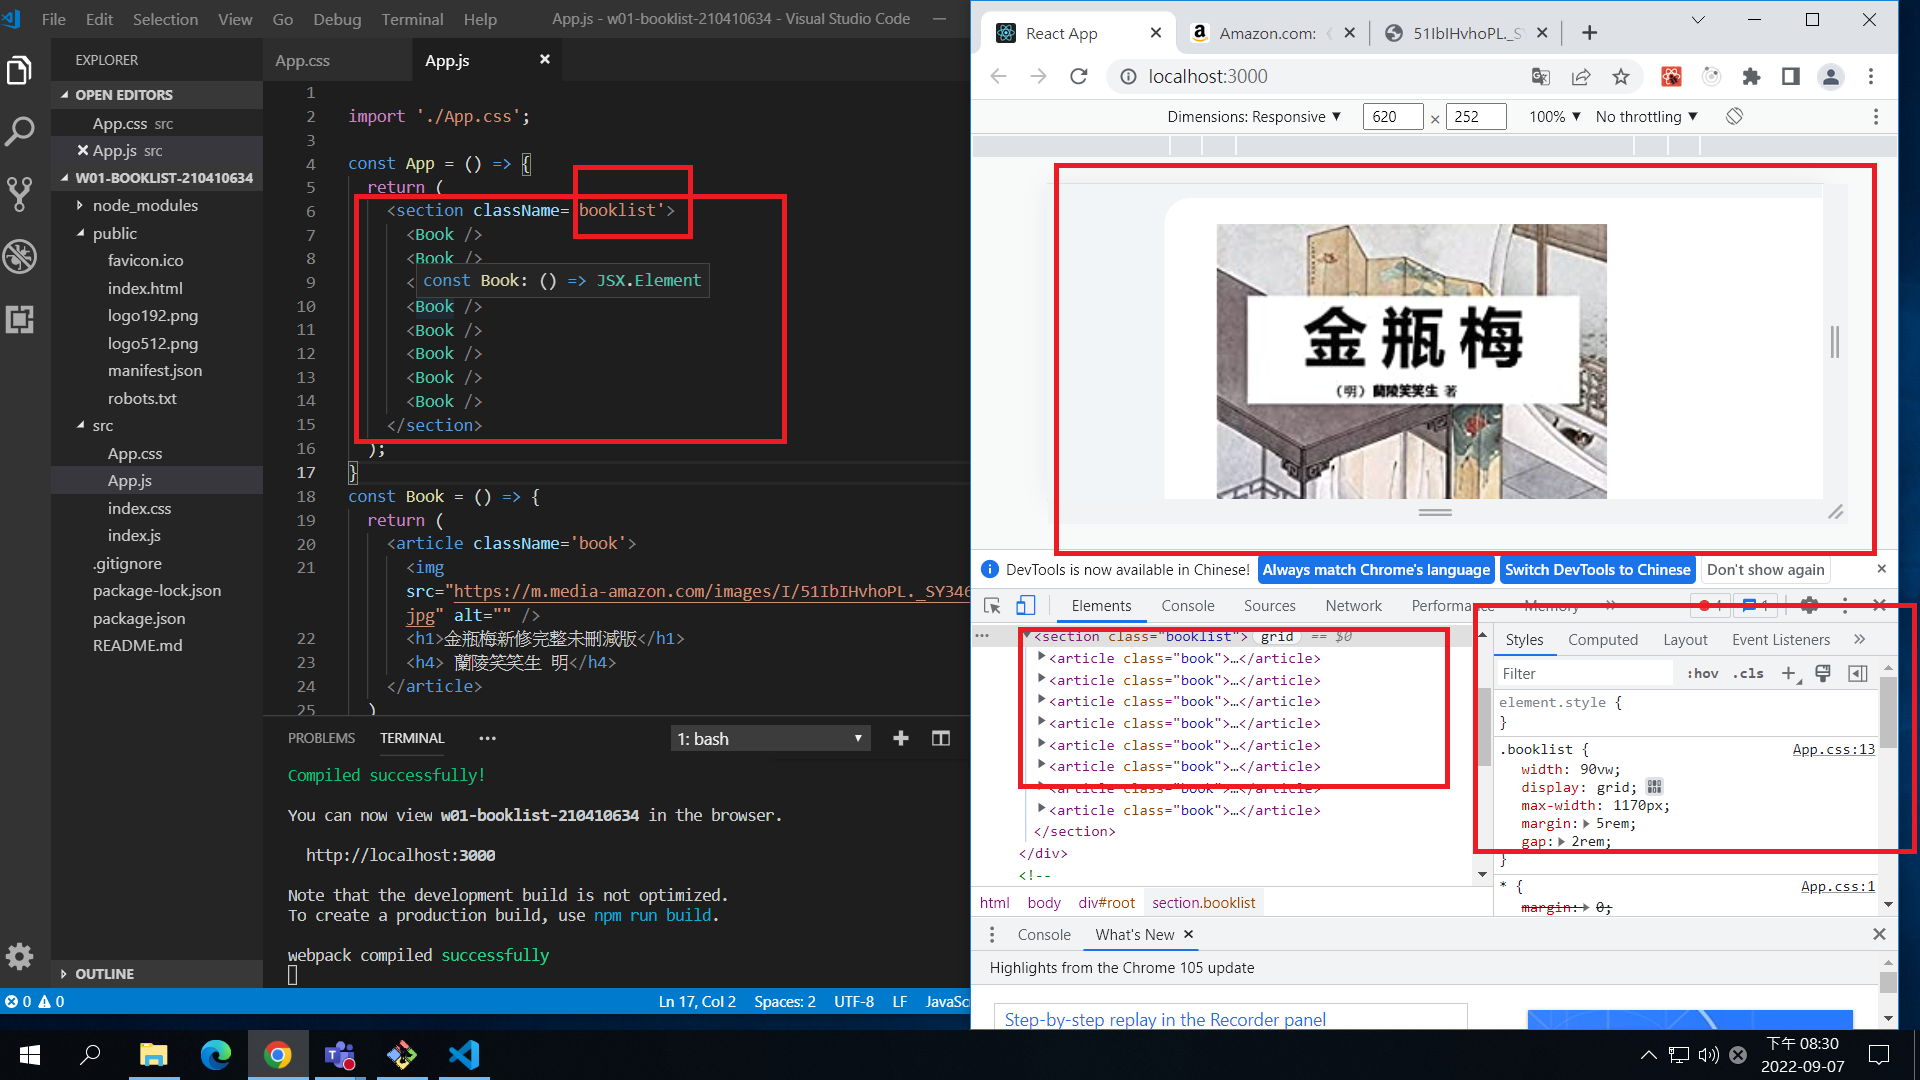 File Edit Selection View Go Debug Terminal Help
App.js - w01-booklist-210410634 - Visual Studio Code
EXPLORER
OPEN EDITORS
App.css src
App.js src
W01-BOOKLIST-210410634
node_modules
public
favicon.ico
index.html
logo192.png
logo512.png
manifest.json
robots.txt
src
App.css
App.js
index.css
index.js
.gitignore
package-lock.json
package.json
README.md
OUTLINE
App.css
App.js
1
2 import './App.css';
3
4 const App = () => {
5 return (
6 <section className='booklist'>
7 <Book />
8 <Book />
9 <
const Book: () => JSX.Element
10 <Book />
11 <Book />
12 <Book />
13 <Book />
14 <Book />
15 </section>
16 );
17 }
18 const Book = () => {
19 return (
20 <article className='book'>
21 <img
src="https://m.media-amazon.com/images/I/51IbIHvhoPL._SY346
jpg" alt="" />
22 <h1>金瓶梅新修完整未刪減版</h1>
23 <h4> 蘭陵笑笑生 明</h4>
24 </article>
25 )
PROBLEMS TERMINAL ••• 1: bash
Compiled successfully!
You can now view w01-booklist-210410634 in the browser.
http://localhost:3000
Note that the development build is not optimized.
To create a production build, use npm run build.
webpack compiled successfully
0 0
Ln 17, Col 2 Spaces: 2 UTF-8 LF JavaSc
React App
Amazon.com:
51IbIHvhoPL._SY
localhost:3000
Dimensions: Responsive ▼ 620 × 252 100% ▼ No throttling ▼
金瓶梅
（明）蘭陵笑笑生 著
DevTools is now available in Chinese! Always match Chrome's language Switch DevTools to Chinese Don't show again
Elements Console Sources Network Performance Memory » 4 1
<section class="booklist"> grid == $0
<article class="book">…</article>
<article class="book">…</article>
<article class="book">…</article>
<article class="book">…</article>
<article class="book">…</article>
<article class="book">…</article>
<article class="book">…</article>
<article class="book">…</article>
</section>
</div>
<!--
html body div#root section.booklist
Styles Computed Layout Event Listeners »
Filter :hov .cls
element.style {
}
.booklist { App.css:13
width: 90vw;
display: grid;
max-width: 1170px;
margin: 5rem;
gap: 2rem;
}
* { App.css:1
margin: 0;
Console What's New
Highlights from the Chrome 105 update
Step-by-step replay in the Recorder panel
下午 08:30
2022-09-07